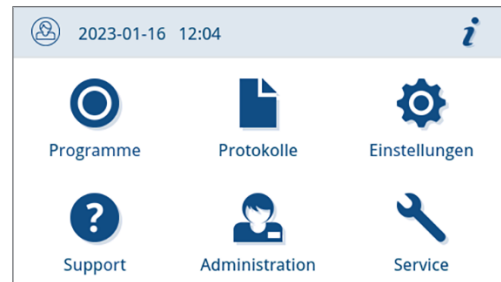 2023-01-16 12:04 i
Programme Protokolle Einstellungen
?
Support Administration Service